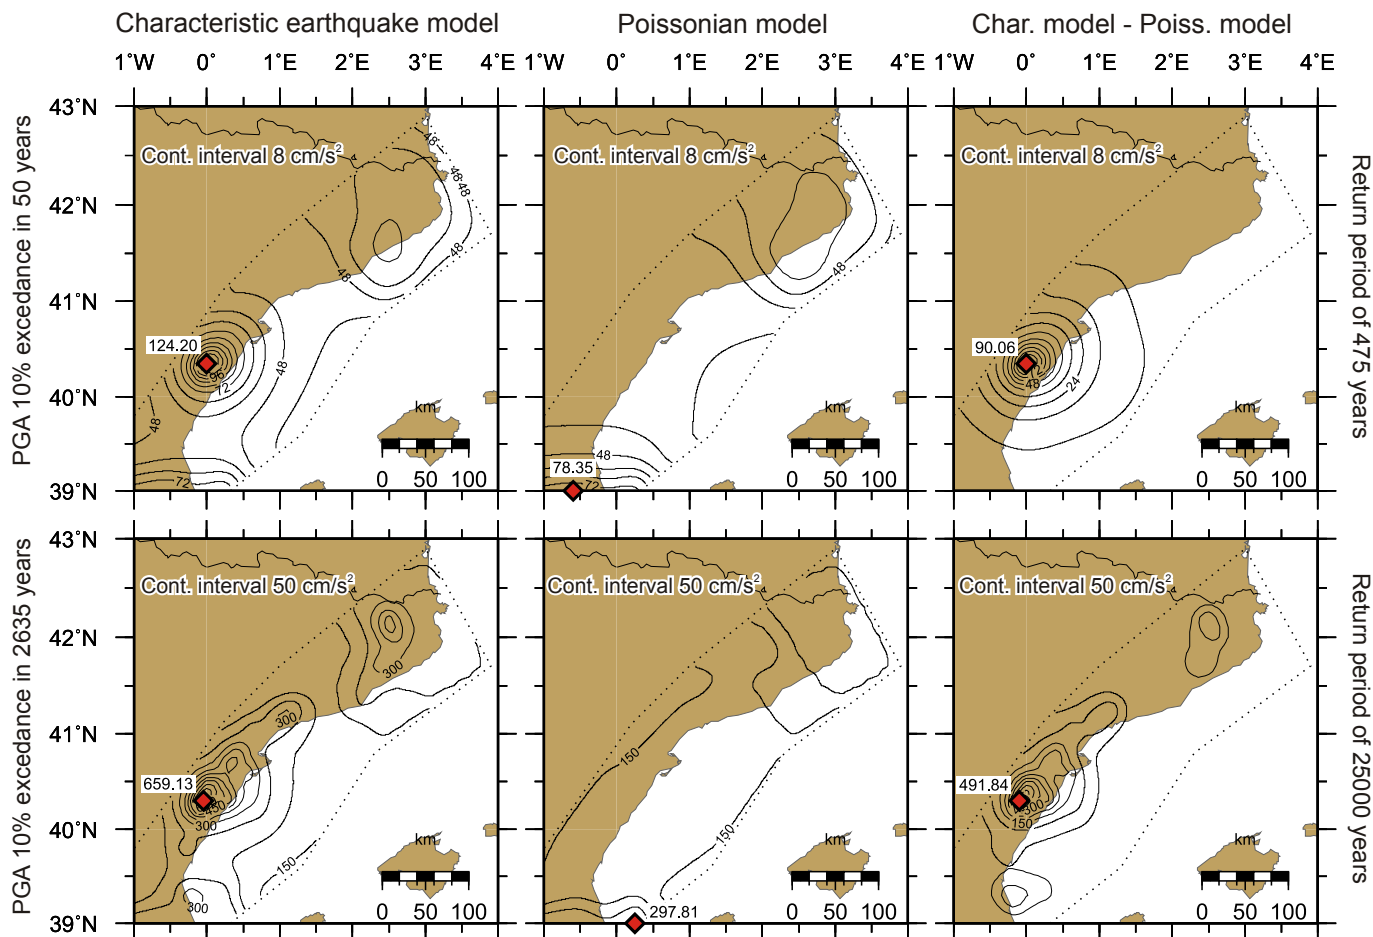 Characteristic earthquake model
Poissonian model
Char. model - Poiss. model
1°W 0° 1°E 2°E 3°E 4°E
1°W 0° 1°E 2°E 3°E 4°E
1°W 0° 1°E 2°E 3°E 4°E
PGA 10% excedance in 50 years
43°N
42°N
41°N
40°N
39°N
Cont. interval 8 cm/s²
48
48
48
48
48
48
124.20
96
72
48
48
72
km
0 50 100
Cont. interval 8 cm/s²
48
48
78.35
72
km
0 50 100
Cont. interval 8 cm/s²
90.06
72
48
24
km
0 50 100
Return period of 475 years
PGA 10% excedance in 2635 years
43°N
42°N
41°N
40°N
39°N
Cont. interval 50 cm/s²
300
300
659.13
450
300
150
300
km
0 50 100
Cont. interval 50 cm/s²
150
150
297.81
km
0 50 100
Cont. interval 50 cm/s²
491.84
300
150
km
0 50 100
Return period of 25000 years